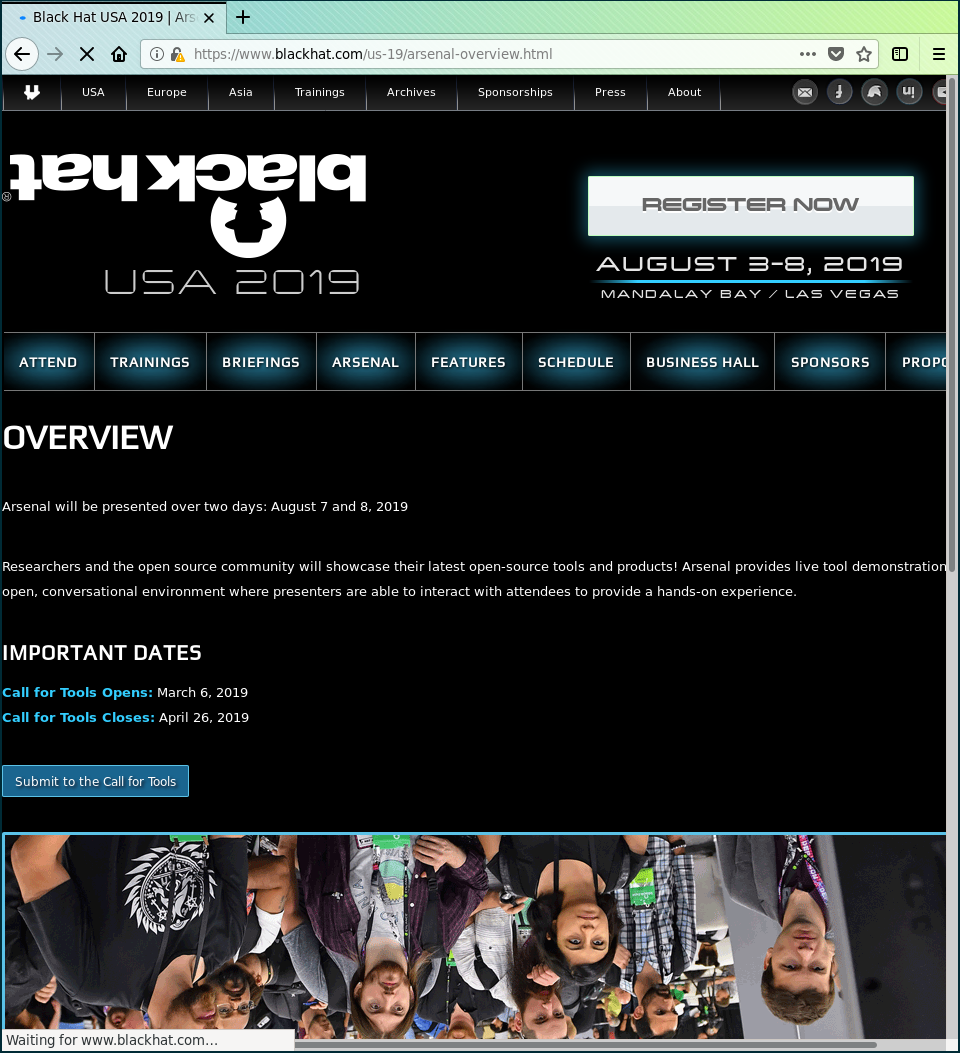 Black Hat USA 2019 | Ars
https://www.blackhat.com/us-19/arsenal-overview.html
USA Europe Asia Trainings Archives Sponsorships Press About
in
black hat®
USA 2019
REGISTER NOW
AUGUST 3-8, 2019
MANDALAY BAY / LAS VEGAS
ATTEND TRAININGS BRIEFINGS ARSENAL FEATURES SCHEDULE BUSINESS HALL SPONSORS PROPO
OVERVIEW
Arsenal will be presented over two days: August 7 and 8, 2019
Researchers and the open source community will showcase their latest open-source tools and products! Arsenal provides live tool demonstration
open, conversational environment where presenters are able to interact with attendees to provide a hands-on experience.
IMPORTANT DATES
Call for Tools Opens: March 6, 2019
Call for Tools Closes: April 26, 2019
Submit to the Call for Tools
Waiting for www.blackhat.com...